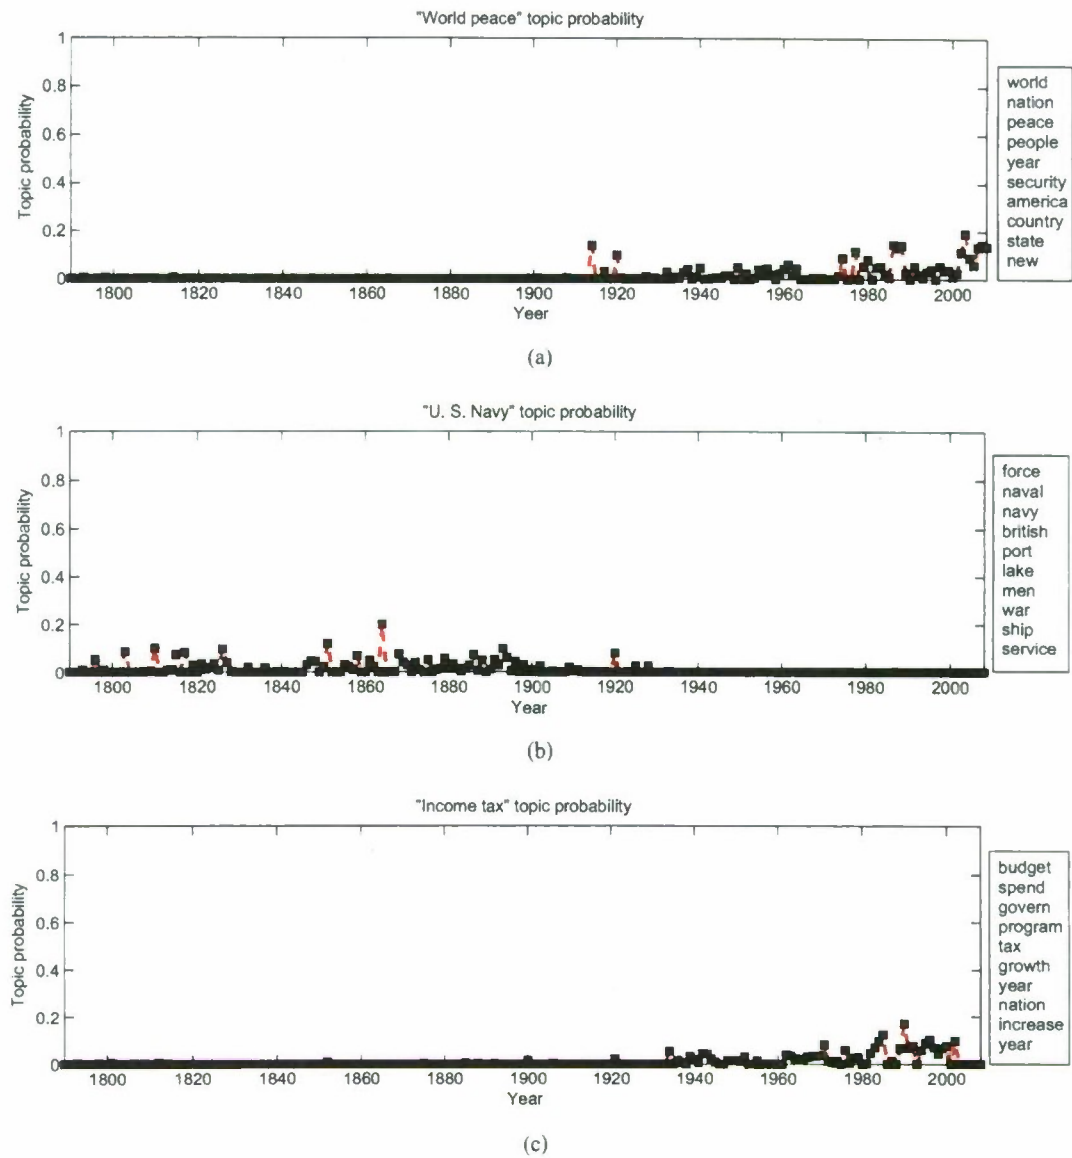 "World peace" topic probability
1
0.8
0.6
0.4
0.2
0
Topic probability
1800 1820 1840 1860 1880 1900 1920 1940 1960 1980 2000
Yeer
world
nation
peace
people
year
security
america
country
state
new
(a)
"U. S. Navy" topic probability
1
0.8
0.6
0.4
0.2
0
Topic probability
1800 1820 1840 1860 1880 1900 1920 1940 1960 1980 2000
Year
force
naval
navy
british
port
lake
men
war
ship
service
(b)
"Income tax" topic probability
1
0.8
0.6
0.4
0.2
0
Topic probability
1800 1820 1840 1860 1880 1900 1920 1940 1960 1980 2000
Year
budget
spend
govern
program
tax
growth
year
nation
increase
year
(c)